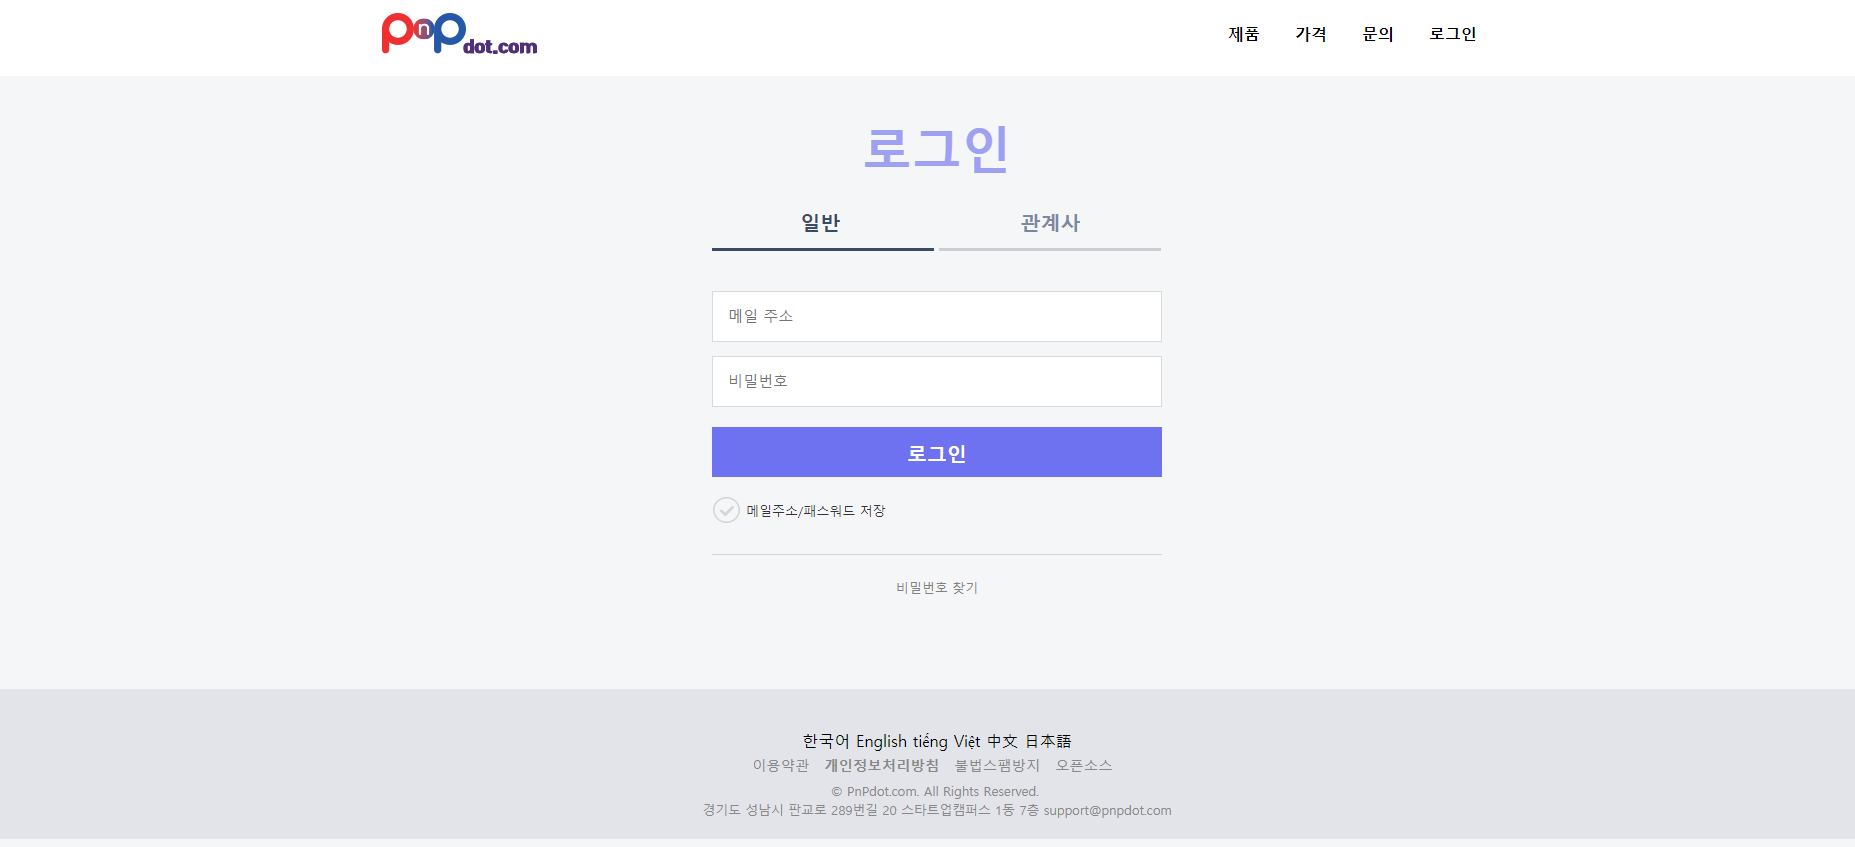 PnP dot.com
제품 가격 문의 로그인
로그인
일반 관계사
메일 주소
비밀번호
로그인
메일주소/패스워드 저장
비밀번호 찾기
한국어 English tiếng Việt 中文 日本語
이용약관 개인정보처리방침 불법스팸방지 오픈소스
© PnPdot.com. All Rights Reserved.
경기도 성남시 판교로 289번길 20 스타트업캠퍼스 1동 7층 support@pnpdot.com